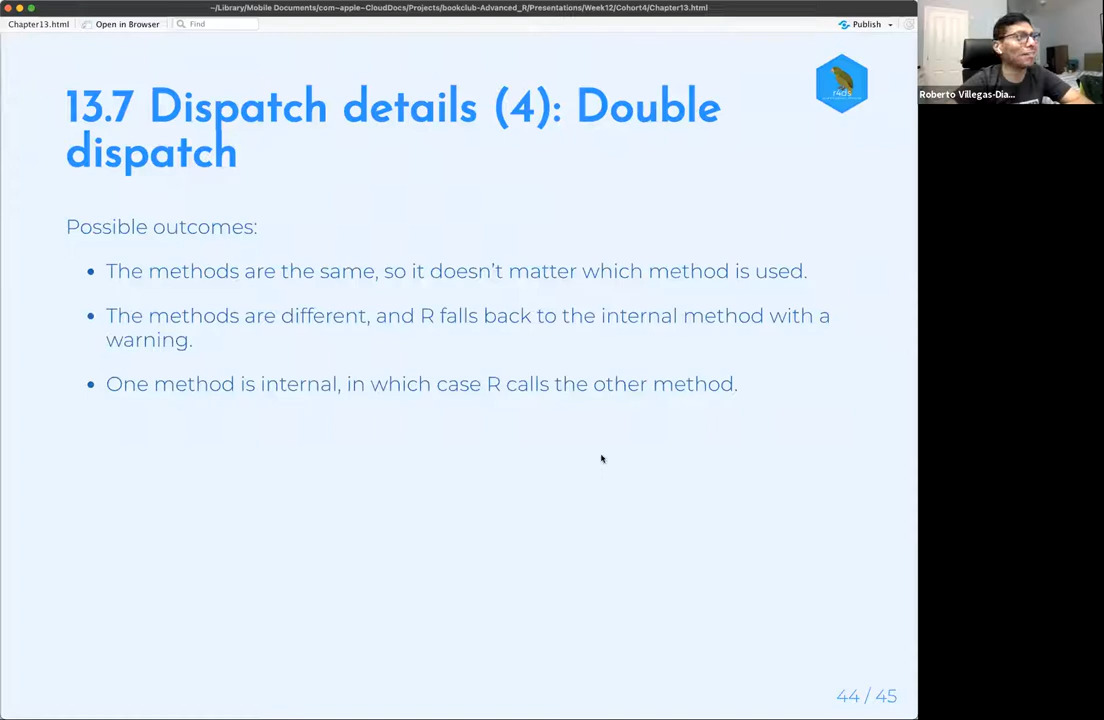 ~/Library/Mobile Documents/com~apple~CloudDocs/Projects/bookclub-Advanced_R/Presentations/Week12/Cohort4/Chapter13.html
Chapter13.html
Open in Browser
Find
Publish
13.7 Dispatch details (4): Double
dispatch
r4ds
Roberto Villegas-Dia...
Possible outcomes:
• The methods are the same, so it doesn't matter which method is used.
• The methods are different, and R falls back to the internal method with a
warning.
• One method is internal, in which case R calls the other method.
44 / 45